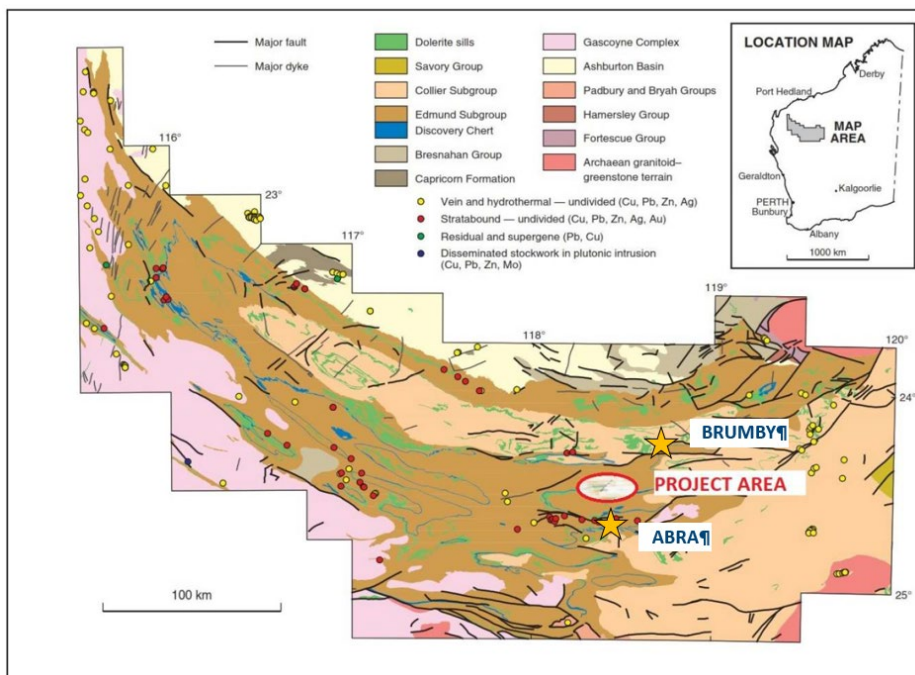 Major fault
Major dyke
Dolerite sills
Savory Group
Collier Subgroup
Edmund Subgroup
Discovery Chert
Bresnahan Group
Capricorn Formation
Gascoyne Complex
Ashburton Basin
Padbury and Bryah Groups
Hamersley Group
Fortescue Group
Archaean granitoid–
greenstone terrain
Vein and hydrothermal — undivided (Cu, Pb, Zn, Ag)
Stratabound — undivided (Cu, Pb, Zn, Ag, Au)
Residual and supergene (Pb, Cu)
Disseminated stockwork in plutonic intrusion
(Cu, Pb, Zn, Mo)
LOCATION MAP
Derby
Port Hedland
MAP
AREA
Geraldton
Kalgoorlie
PERTH
Bunbury
Albany
1000 km
116°
23°
117°
118°
119°
120°
24°
BRUMBY¶
PROJECT AREA
ABRA¶
25°
100 km